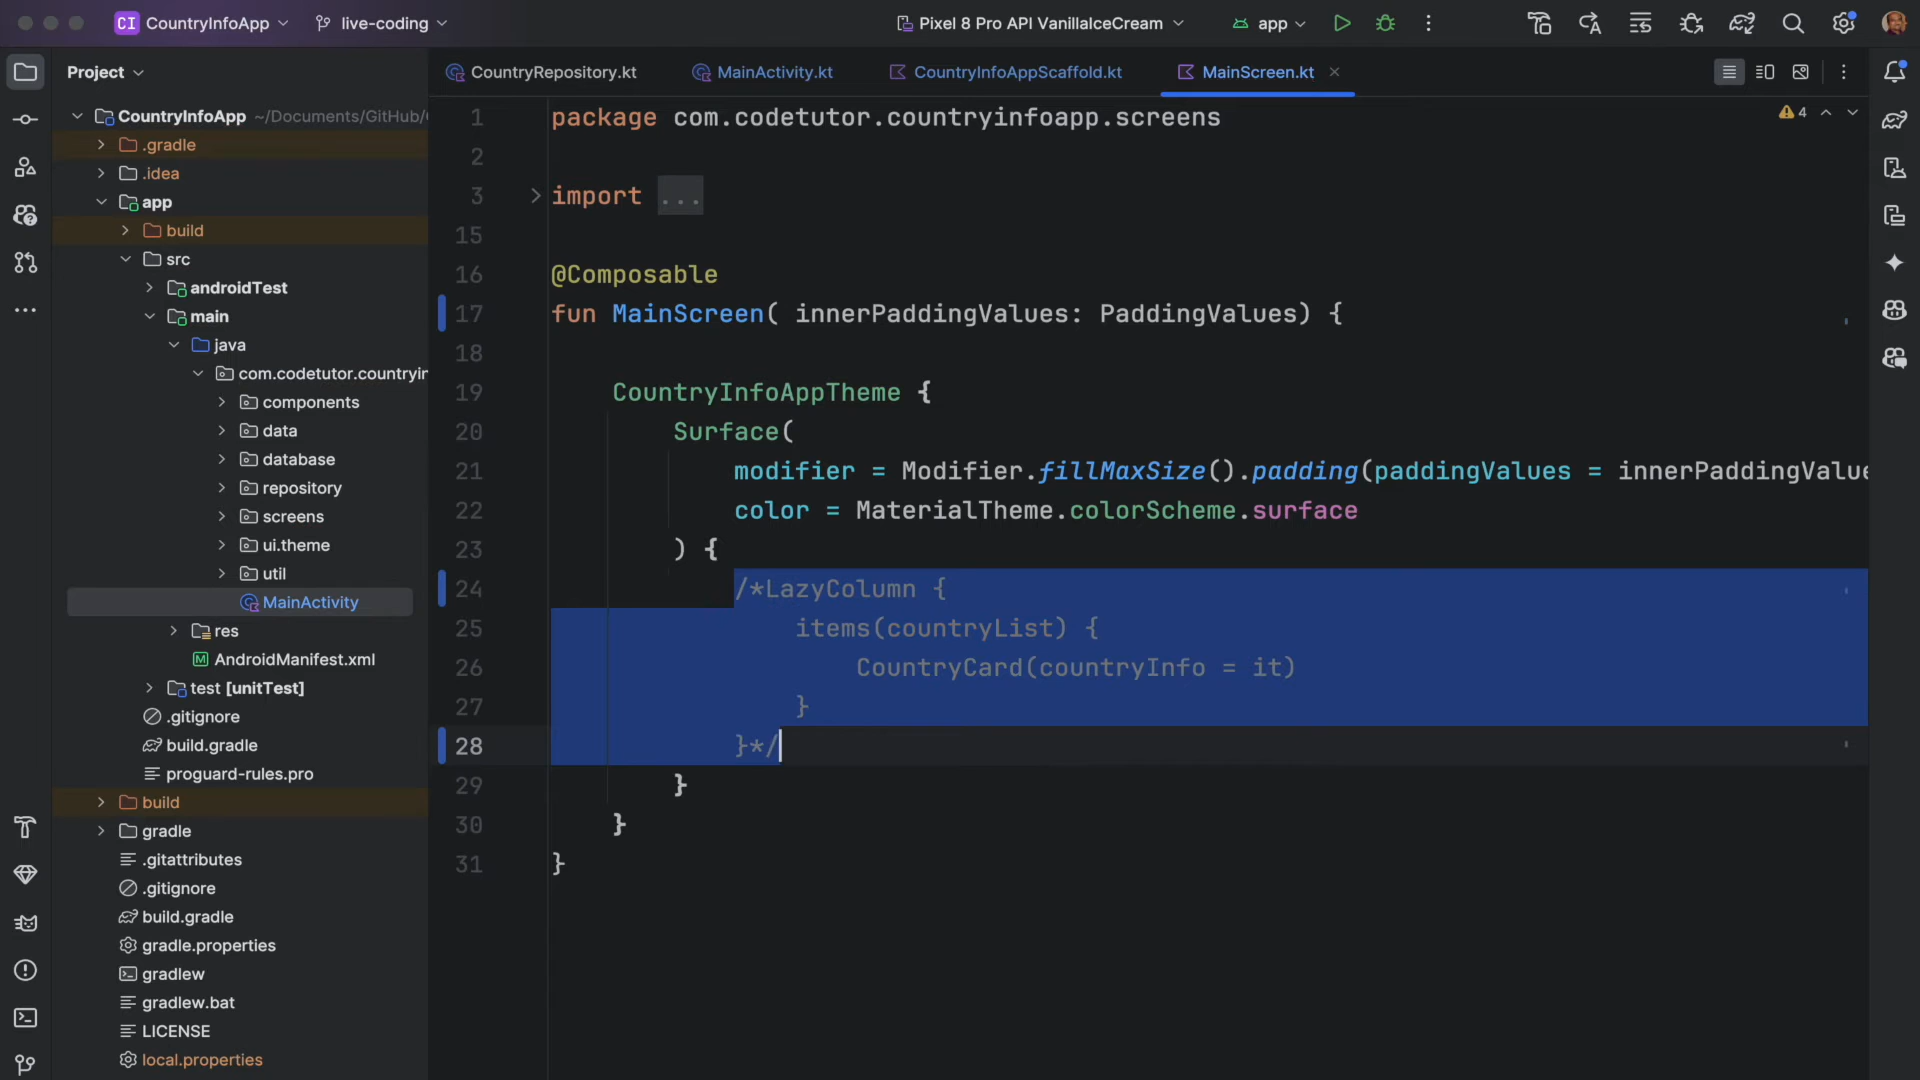 CI CountryInfoApp live-coding Pixel 8 Pro API VanillaIceCream app
Project
CountryRepository.kt MainActivity.kt CountryInfoAppScaffold.kt MainScreen.kt
CountryInfoApp ~/Documents/GitHub/
.gradle
.idea
app
build
src
androidTest
main
java
com.codetutor.countryin
components
data
database
repository
screens
ui.theme
util
MainActivity
res
AndroidManifest.xml
test [unitTest]
.gitignore
build.gradle
proguard-rules.pro
build
gradle
.gitattributes
.gitignore
build.gradle
gradle.properties
gradlew
gradlew.bat
LICENSE
local.properties
4
1 package com.codetutor.countryinfoapp.screens
2
3 import ...
15
16 @Composable
17 fun MainScreen( innerPaddingValues: PaddingValues) {
18
19 CountryInfoAppTheme {
20 Surface(
21 modifier = Modifier.fillMaxSize().padding(paddingValues = innerPaddingValue
22 color = MaterialTheme.colorScheme.surface
23 ) {
24 /*LazyColumn {
25 items(countryList) {
26 CountryCard(countryInfo = it)
27 }
28 }*/
29 }
30 }
31 }